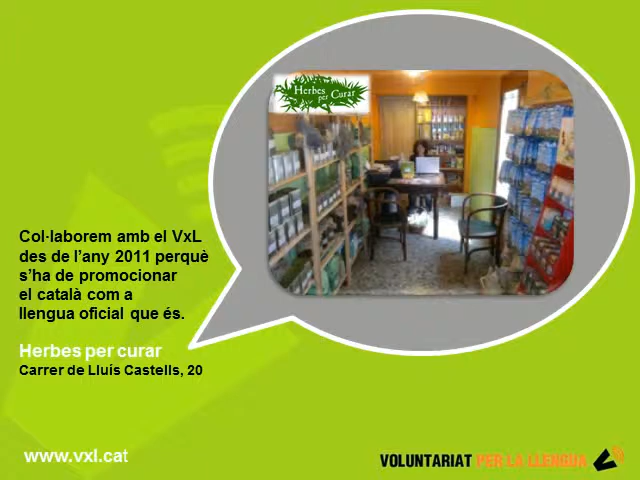 Herbes
per Curar
Col·laborem amb el VxL
des de l’any 2011 perquè
s’ha de promocionar
el català com a
llengua oficial que és.
Herbes per curar
Carrer de Lluís Castells, 20
www.vxl.cat
VOLUNTARIAT PER LA LLENGUA